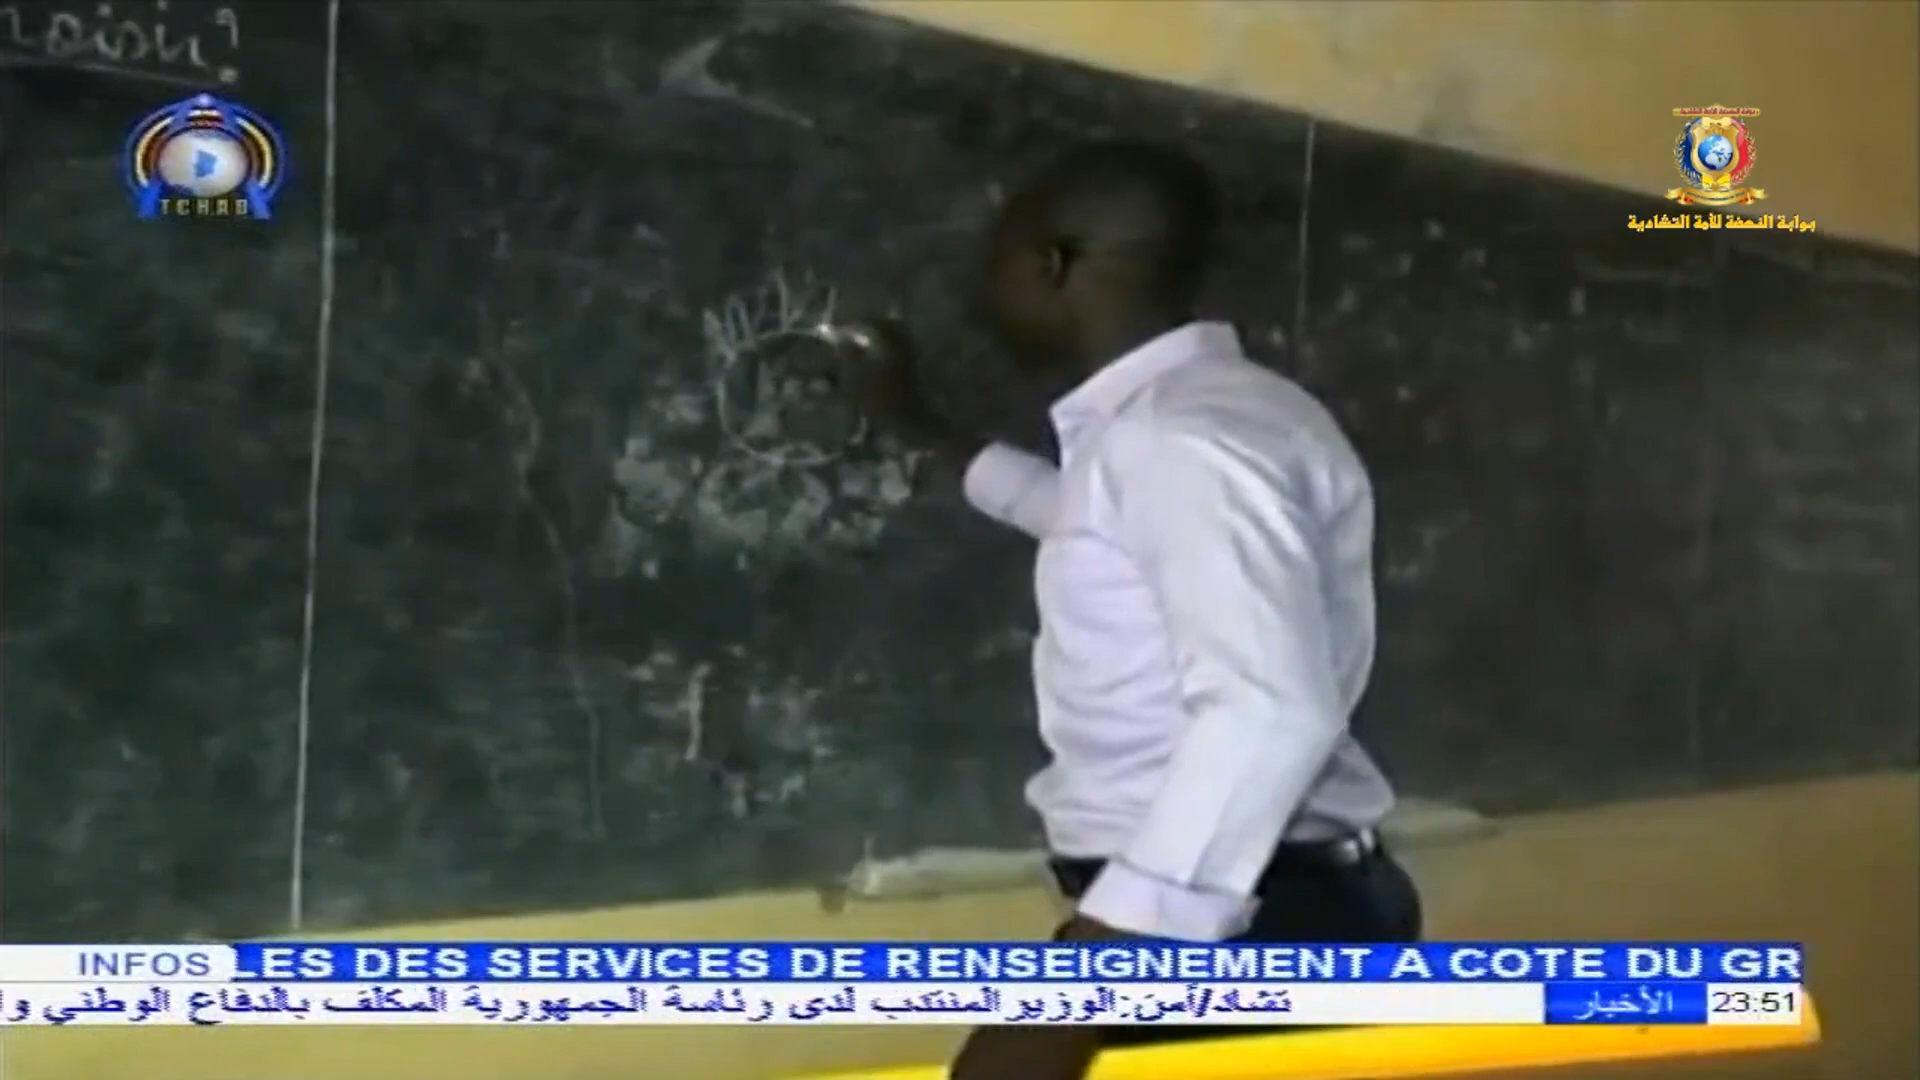 TCHAD
بوابة النهضة للأمة التشادية
INFOS
LES DES SERVICES DE RENSEIGNEMENT A COTE DU GR
تشاد/أمن:الوزير المنتدب لدى رئاسة الجمهورية المكلف بالدفاع الوطني وا
الأخبار
23:51